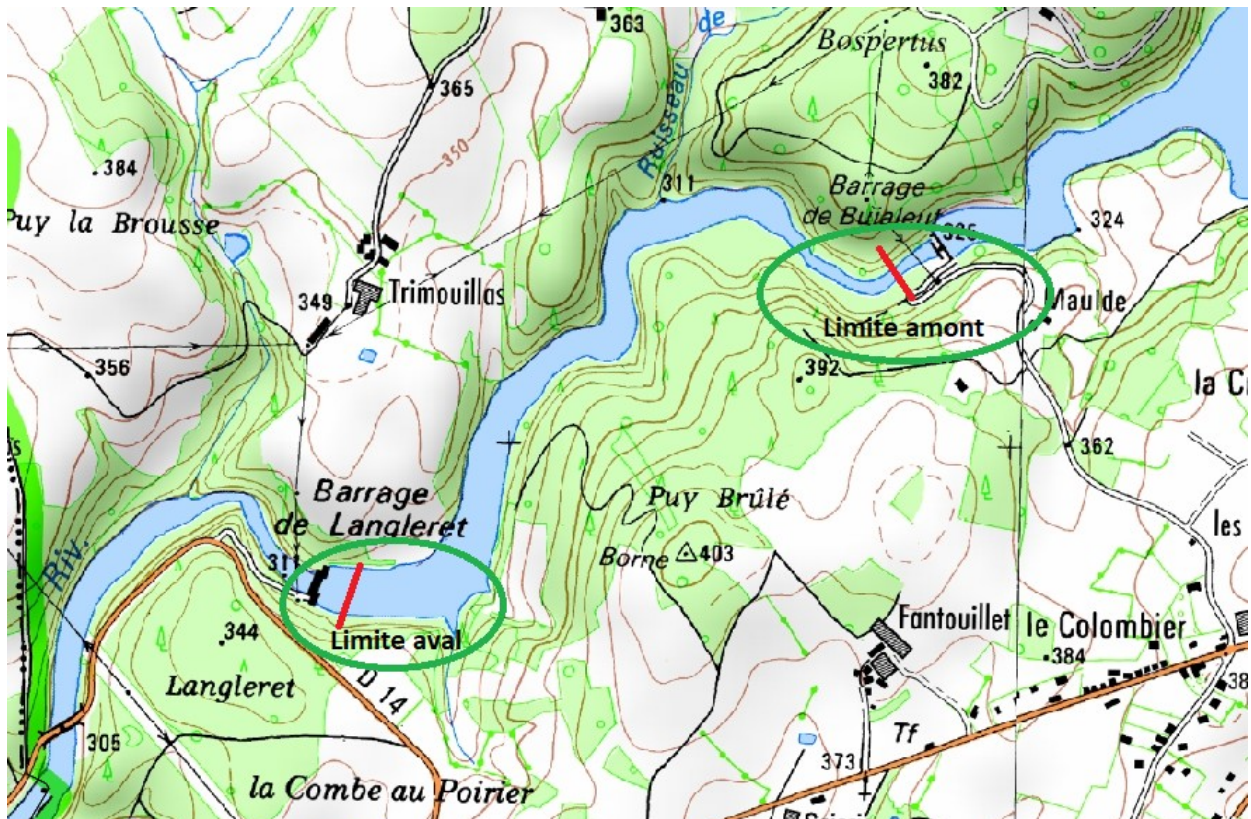 363
de
Bospertus
382
365
350
Ruisseau
384
Puy la Brousse
311
Barrage
de Bujaleuf
326
324
Trimouillas
349
Maulde
Limite amont
356
392
la Ci
362
Barrage
de Langleret
Puy Brûlé
les
Riv.
311
Borne
403
344
Limite aval
Fantouillet
le Colombier
384
D 14
Langleret
38
305
Tf
373
la Combe au Poirier